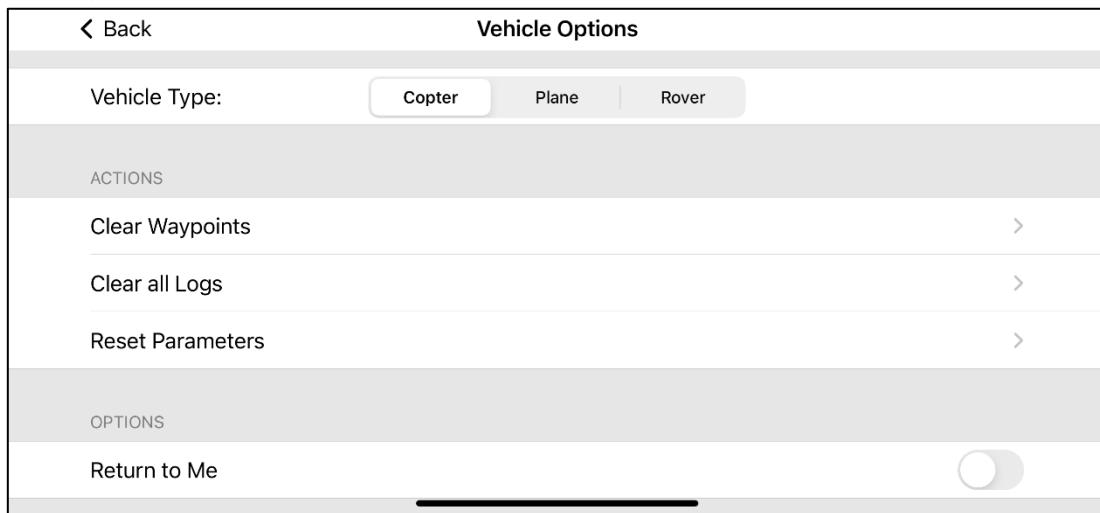 Back
Vehicle Options
Vehicle Type:
Copter
Plane
Rover
ACTIONS
Clear Waypoints
Clear all Logs
Reset Parameters
OPTIONS
Return to Me